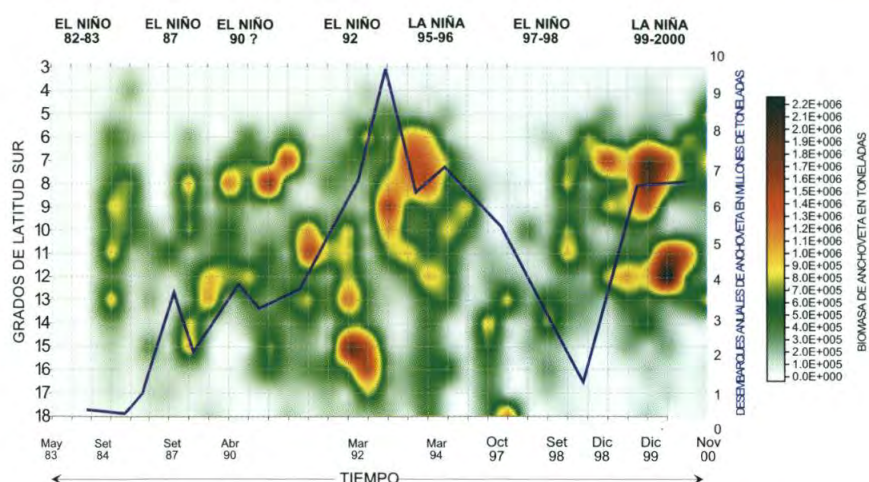 EL NIÑO EL NIÑO EL NIÑO EL NIÑO LA NIÑA EL NIÑO LA NIÑA
82-83 87 90 ? 92 95-96 97-98 99-2000
GRADOS DE LATITUD SUR
3
4
5
6
7
8
9
10
11
12
13
14
15
16
17
18
10
9
8
7
6
5
4
3
2
1
0
DESEMBARQUES ANUALES DE ANCHOVETA EN MILLONES DE TONELADAS
2.2E+006
2.1E+006
2.0E+006
1.9E+006
1.8E+006
1.7E+006
1.6E+006
1.5E+006
1.4E+006
1.3E+006
1.2E+006
1.1E+006
1.0E+006
9.0E+005
8.0E+005
7.0E+005
6.0E+005
5.0E+005
4.0E+005
3.0E+005
2.0E+005
1.0E+005
0.0E+000
BIOMASA DE ANCHOVETA EN TONELADAS
May Set Set Abr Mar Mar Oct Set Dic Dic Nov
83 84 87 90 92 94 97 98 98 99 00
TIEMPO